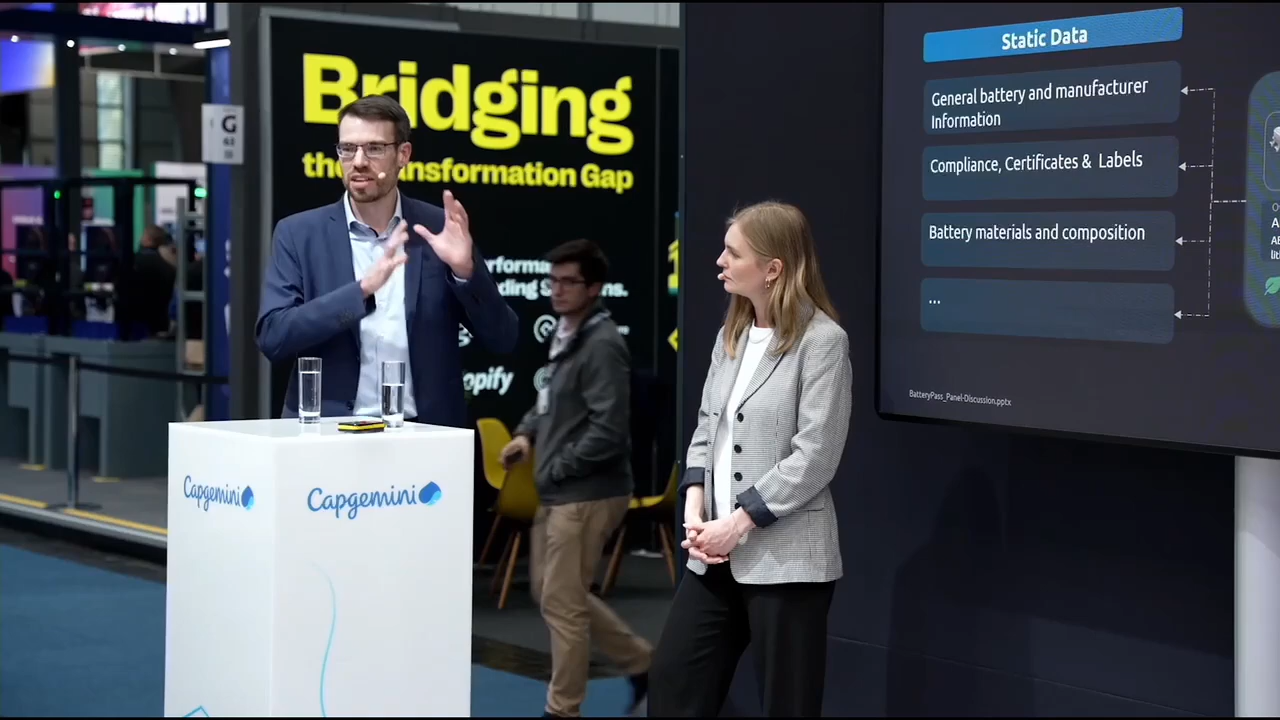 Bridging
the Transformation Gap
G
Capgemini
Capgemini
Static Data
General battery and manufacturer
Information
Compliance, Certificates & Labels
Battery materials and composition
...
BatteryPass_Panel-Discussion.pptx